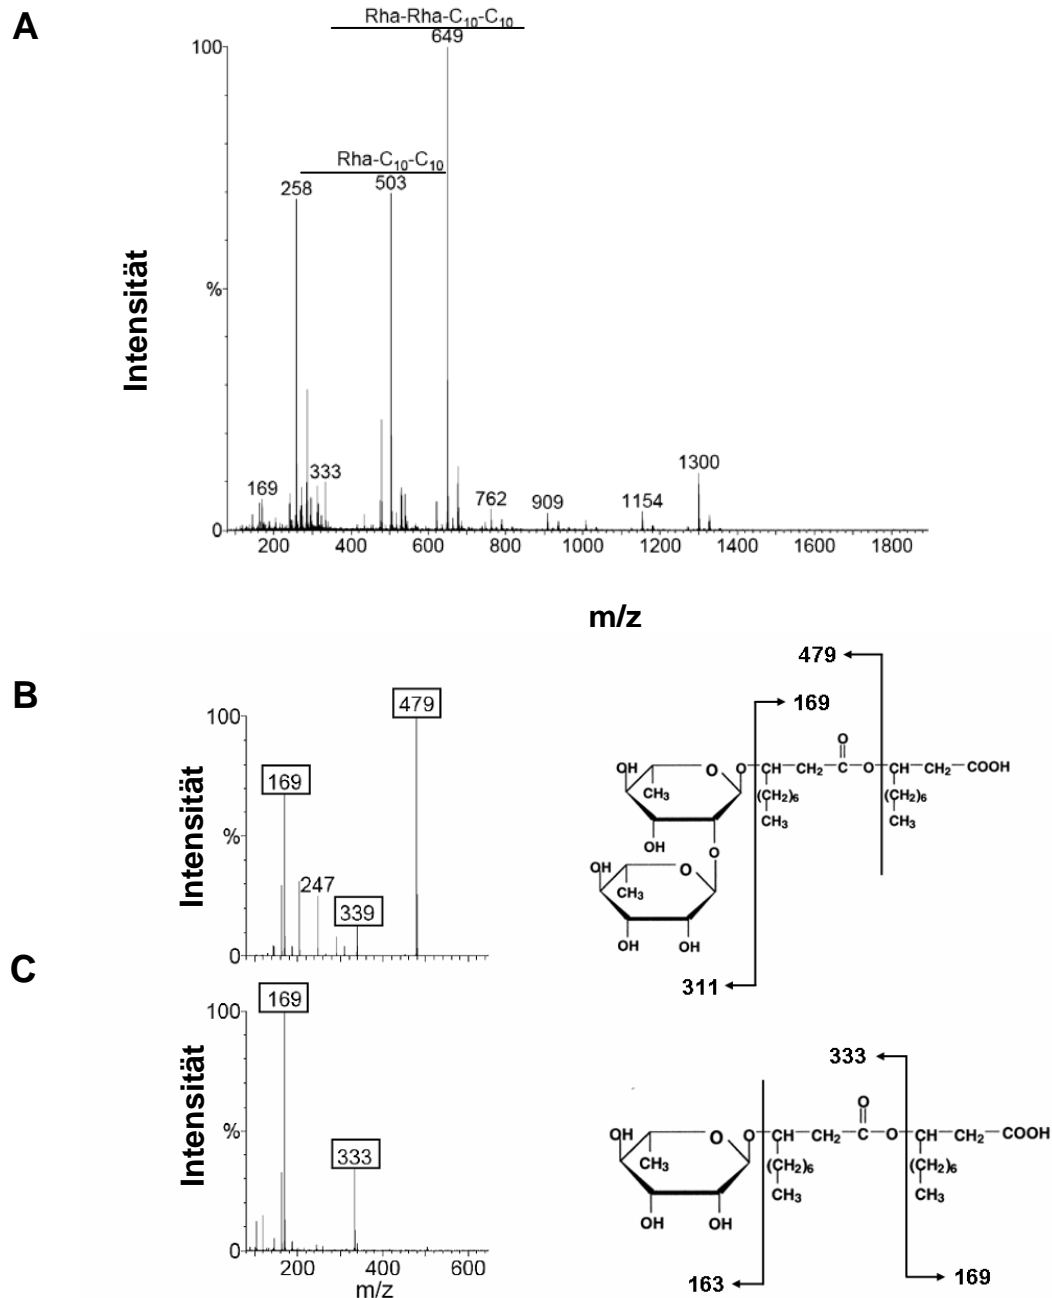 A
Rha-Rha-C10-C10
649
100
Rha-C10-C10
258
503
%
Intensität
169
333
762
909
1154
1300
0
200 400 600 800 1000 1200 1400 1600 1800
m/z
B
479
100
169
%
247
339
0
Intensität
479
169
OH O O CH CH2 C O CH CH2 COOH
O
CH3 (CH2)6 (CH2)6
OH CH3 CH3
O
OH O
CH3
OH OH
311
C
169
100
%
333
0
200 400 600
m/z
Intensität
333
O
OH O O CH CH2 C O CH CH2 COOH
CH3 (CH2)6 (CH2)6
CH3 CH3
OH OH
163
169